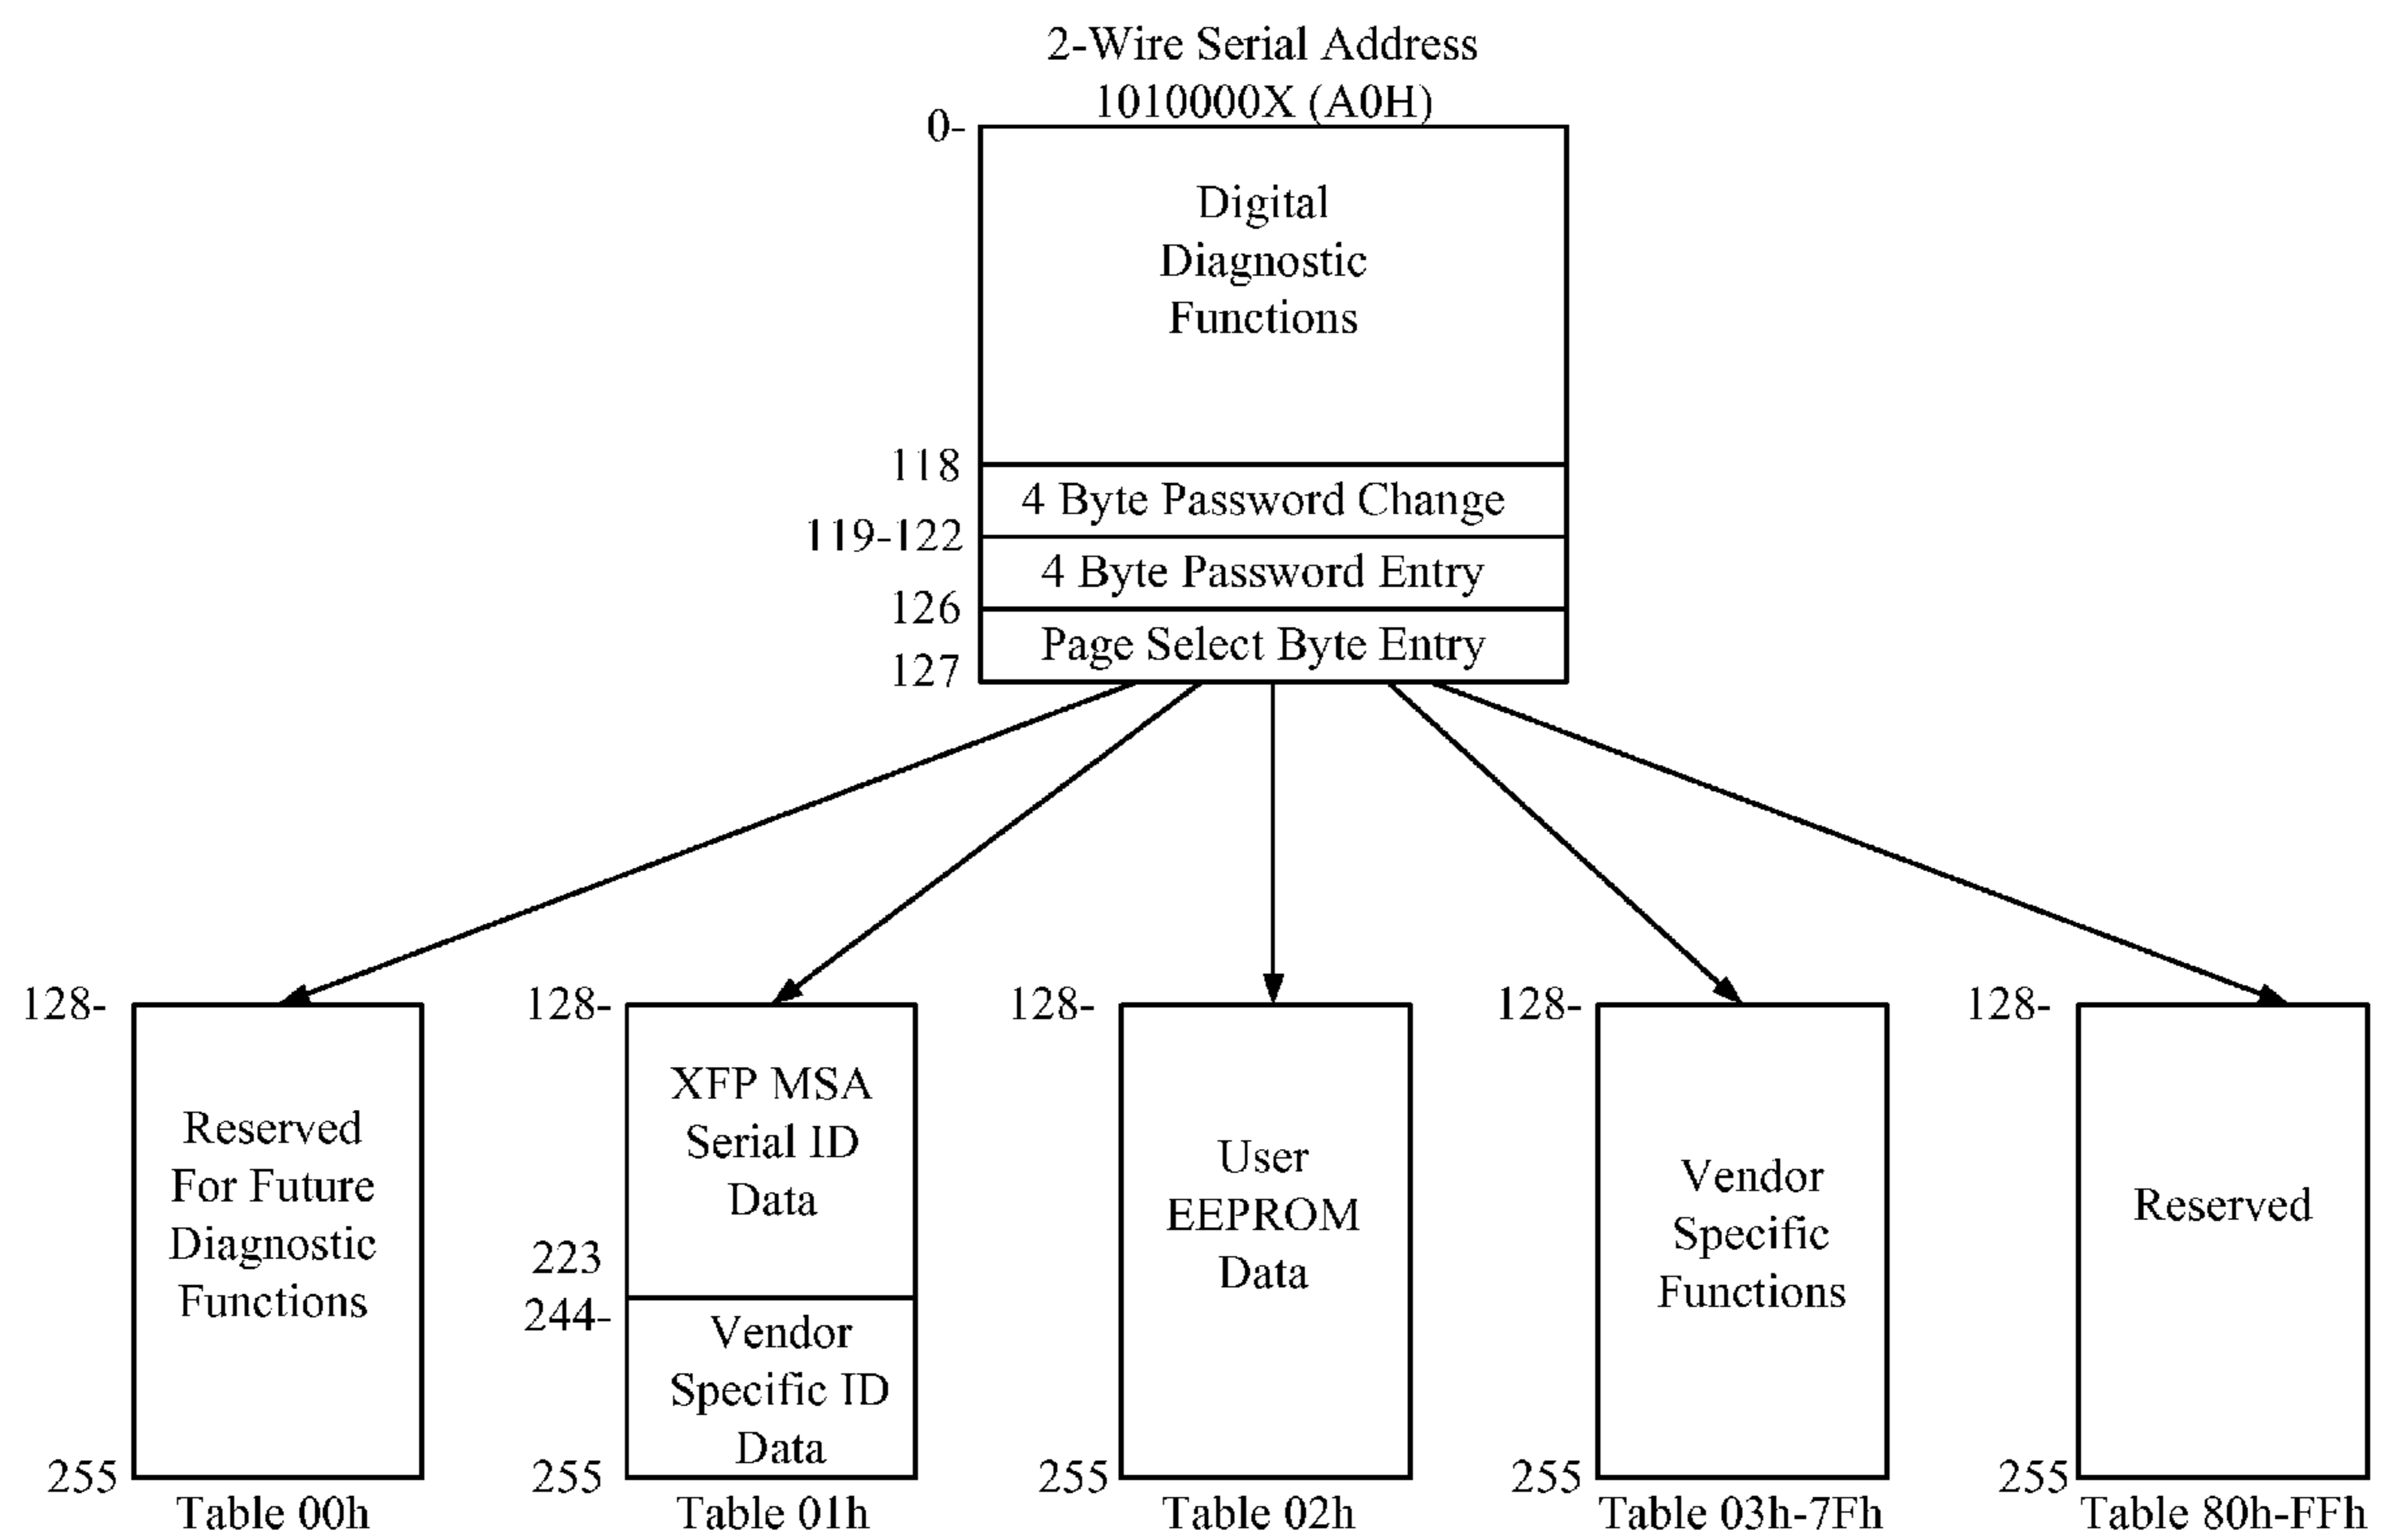 2-Wire Serial Address
1010000X (A0H)
0-
Digital
Diagnostic
Functions
118
4 Byte Password Change
119-122
4 Byte Password Entry
126
Page Select Byte Entry
127
128-
Reserved
For Future
Diagnostic
Functions
255
Table 00h
128-
XFP MSA
Serial ID
Data
223
244-
Vendor
Specific ID
Data
255
Table 01h
128-
User
EEPROM
Data
255
Table 02h
128-
Vendor
Specific
Functions
255
Table 03h-7Fh
128-
Reserved
255
Table 80h-FFh